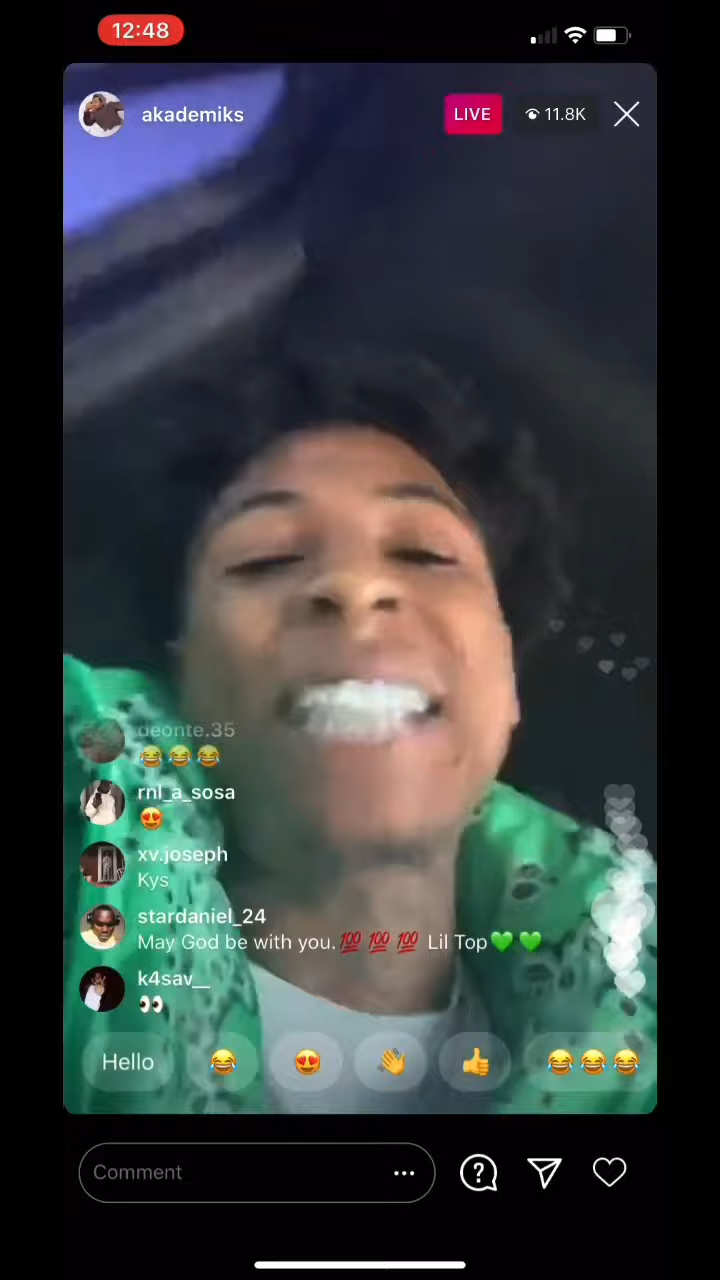 12:48
akademiks LIVE 11.8K
deonte.35
😂😂😂
rnl_a_sosa
😍
xv.joseph
Kys
stardaniel_24
May God be with you.💯💯💯 Lil Top💚💚
k4sav__
👀
Hello 😂 😍 👋 👍 😂😂😂
Comment